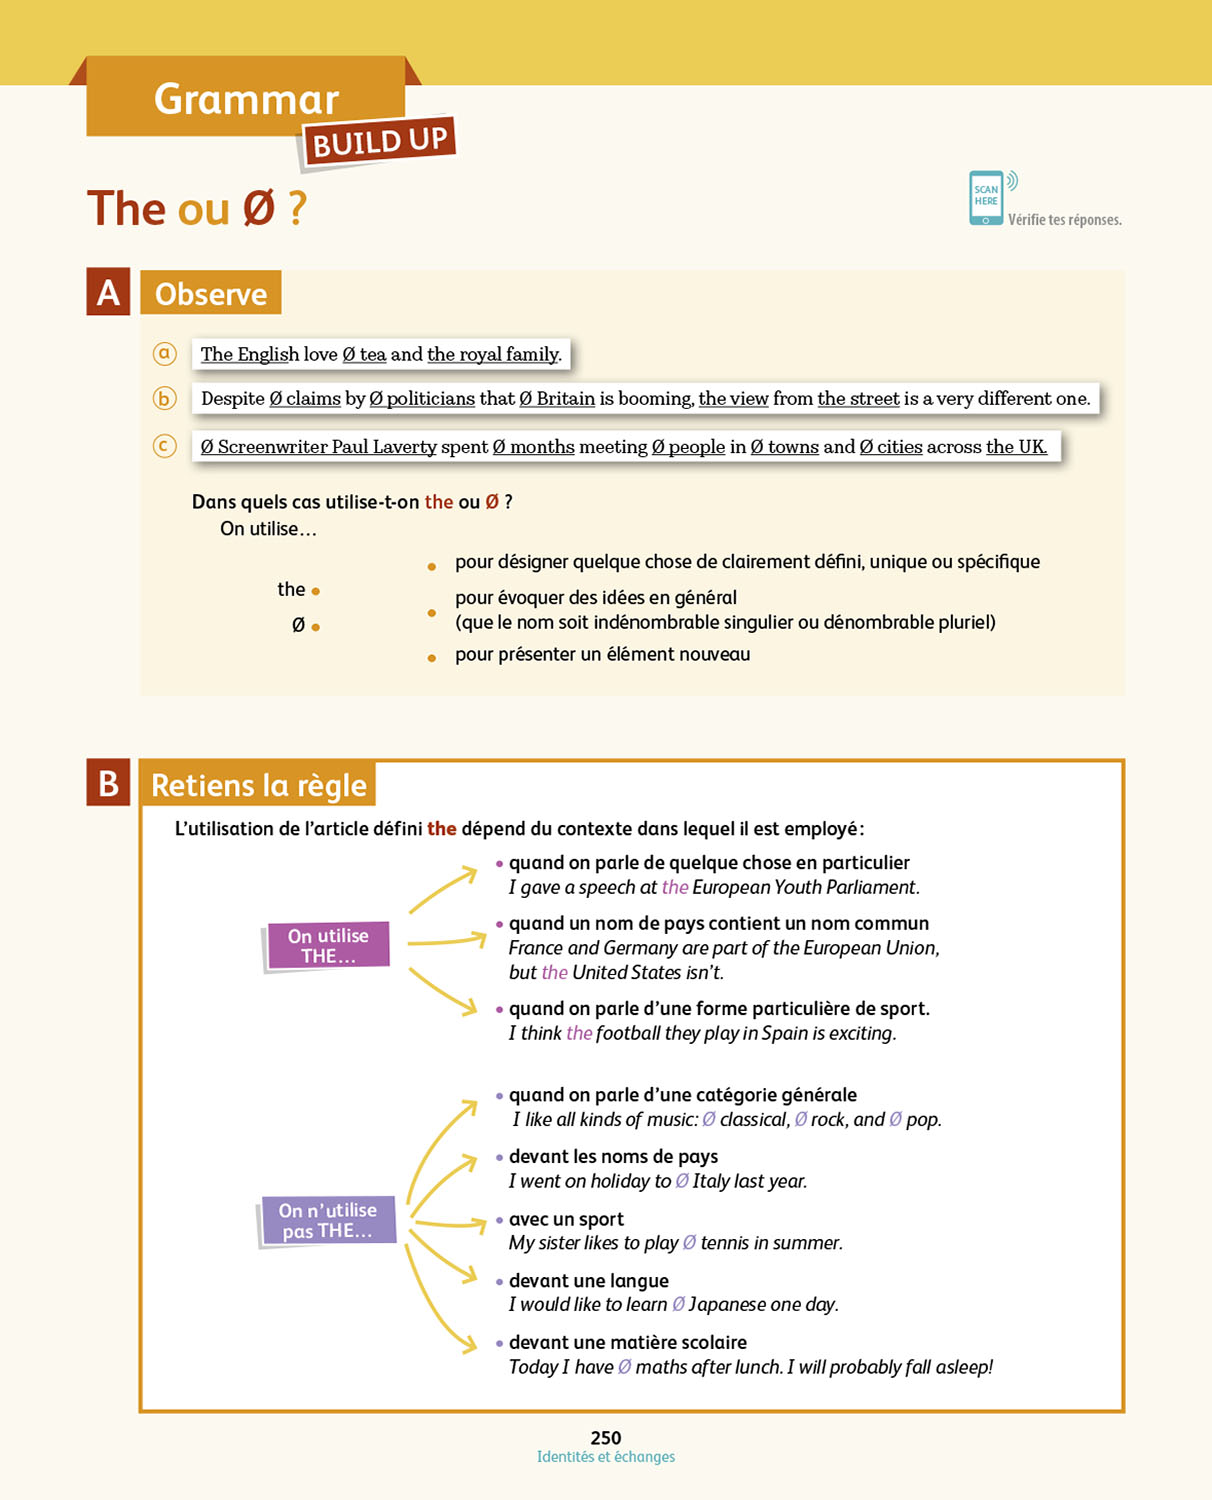 Grammar
BUILD UP
The ou Ø ?
SCAN
HERE
Vérifie tes réponses.
A
Observe
a
The English love Ø tea and the royal family.
b
Despite Ø claims by Ø politicians that Ø Britain is booming, the view from the street is a very different one.
c
Ø Screenwriter Paul Laverty spent Ø months meeting Ø people in Ø towns and Ø cities across the UK.
Dans quels cas utilise-t-on the ou Ø ?
On utilise…
the •
Ø •
• pour désigner quelque chose de clairement défini, unique ou spécifique
• pour évoquer des idées en général
(que le nom soit indénombrable singulier ou dénombrable pluriel)
• pour présenter un élément nouveau
B
Retiens la règle
L'utilisation de l'article défini the dépend du contexte dans lequel il est employé :
On utilise
THE…
• quand on parle de quelque chose en particulier
I gave a speech at the European Youth Parliament.
• quand un nom de pays contient un nom commun
France and Germany are part of the European Union,
but the United States isn't.
• quand on parle d'une forme particulière de sport.
I think the football they play in Spain is exciting.
On n'utilise
pas THE…
• quand on parle d'une catégorie générale
I like all kinds of music: Ø classical, Ø rock, and Ø pop.
• devant les noms de pays
I went on holiday to Ø Italy last year.
• avec un sport
My sister likes to play Ø tennis in summer.
• devant une langue
I would like to learn Ø Japanese one day.
• devant une matière scolaire
Today I have Ø maths after lunch. I will probably fall asleep!
250
Identités et échanges